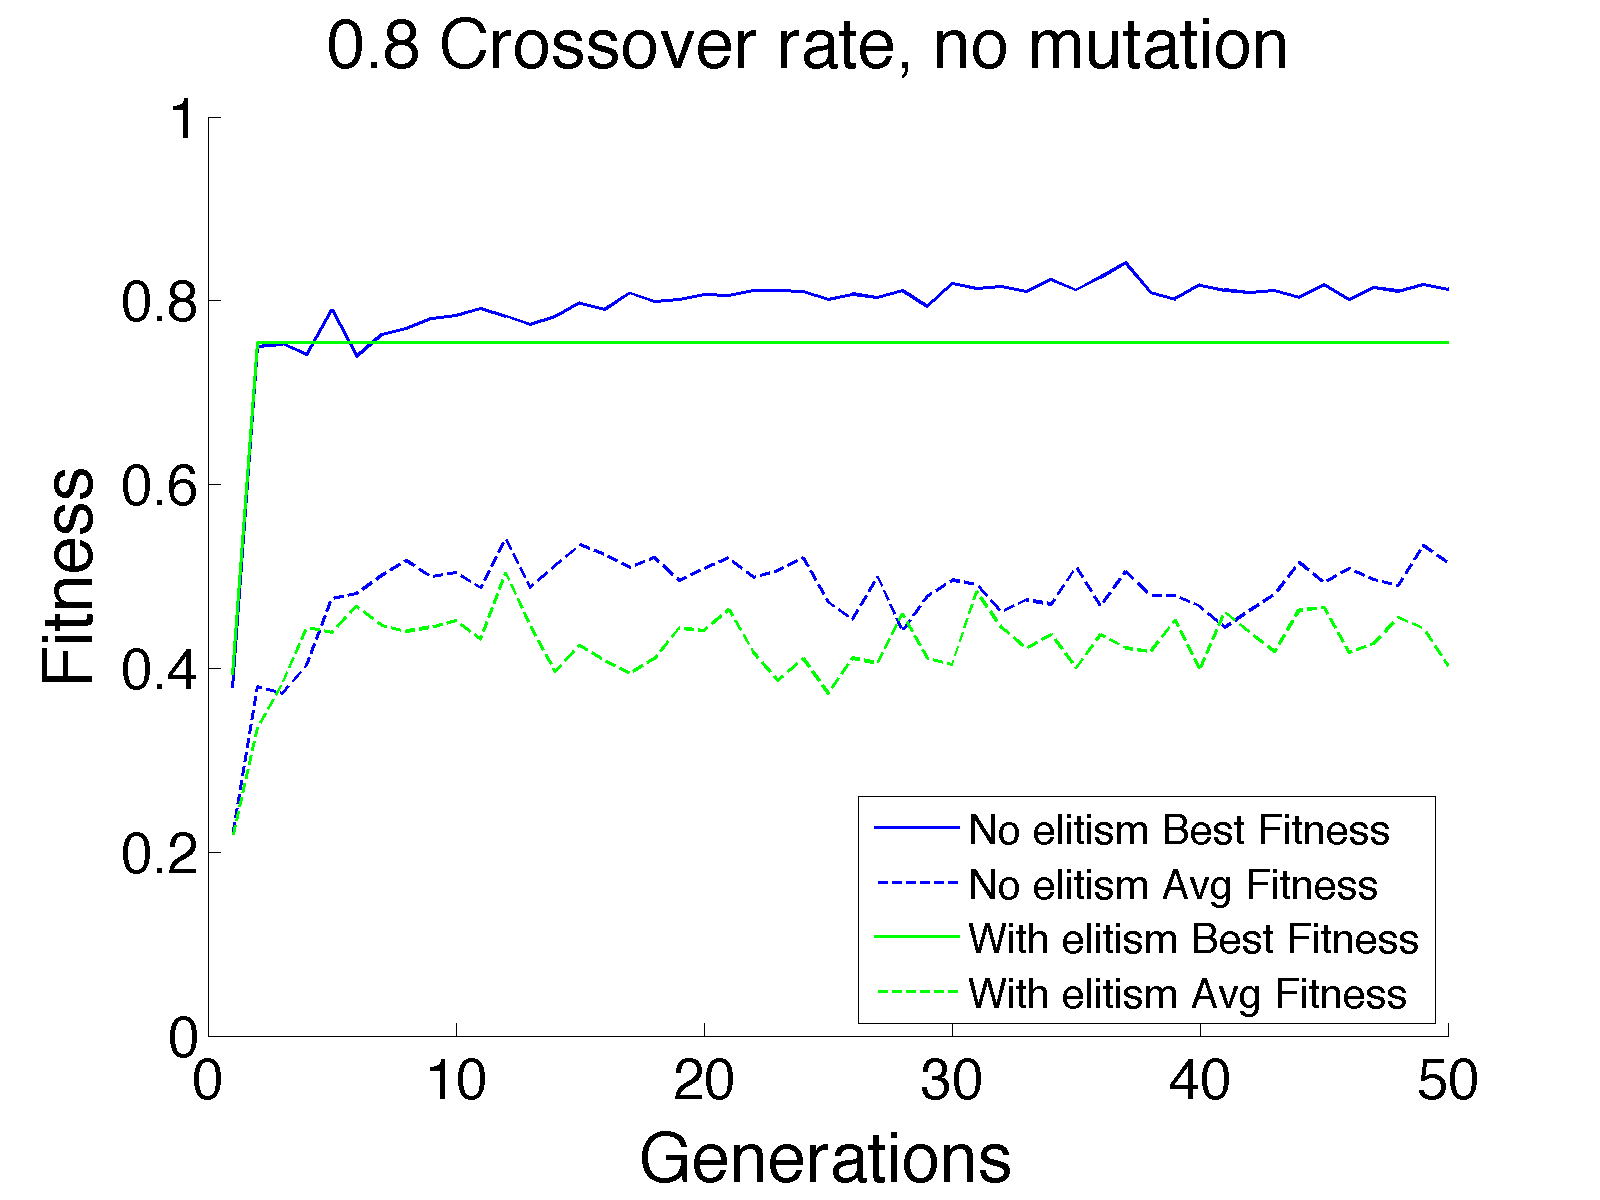 0.8 Crossover rate, no mutation
1
0.8
0.6
0.4
0.2
0
Fitness
No elitism Best Fitness
No elitism Avg Fitness
With elitism Best Fitness
With elitism Avg Fitness
0 10 20 30 40 50
Generations